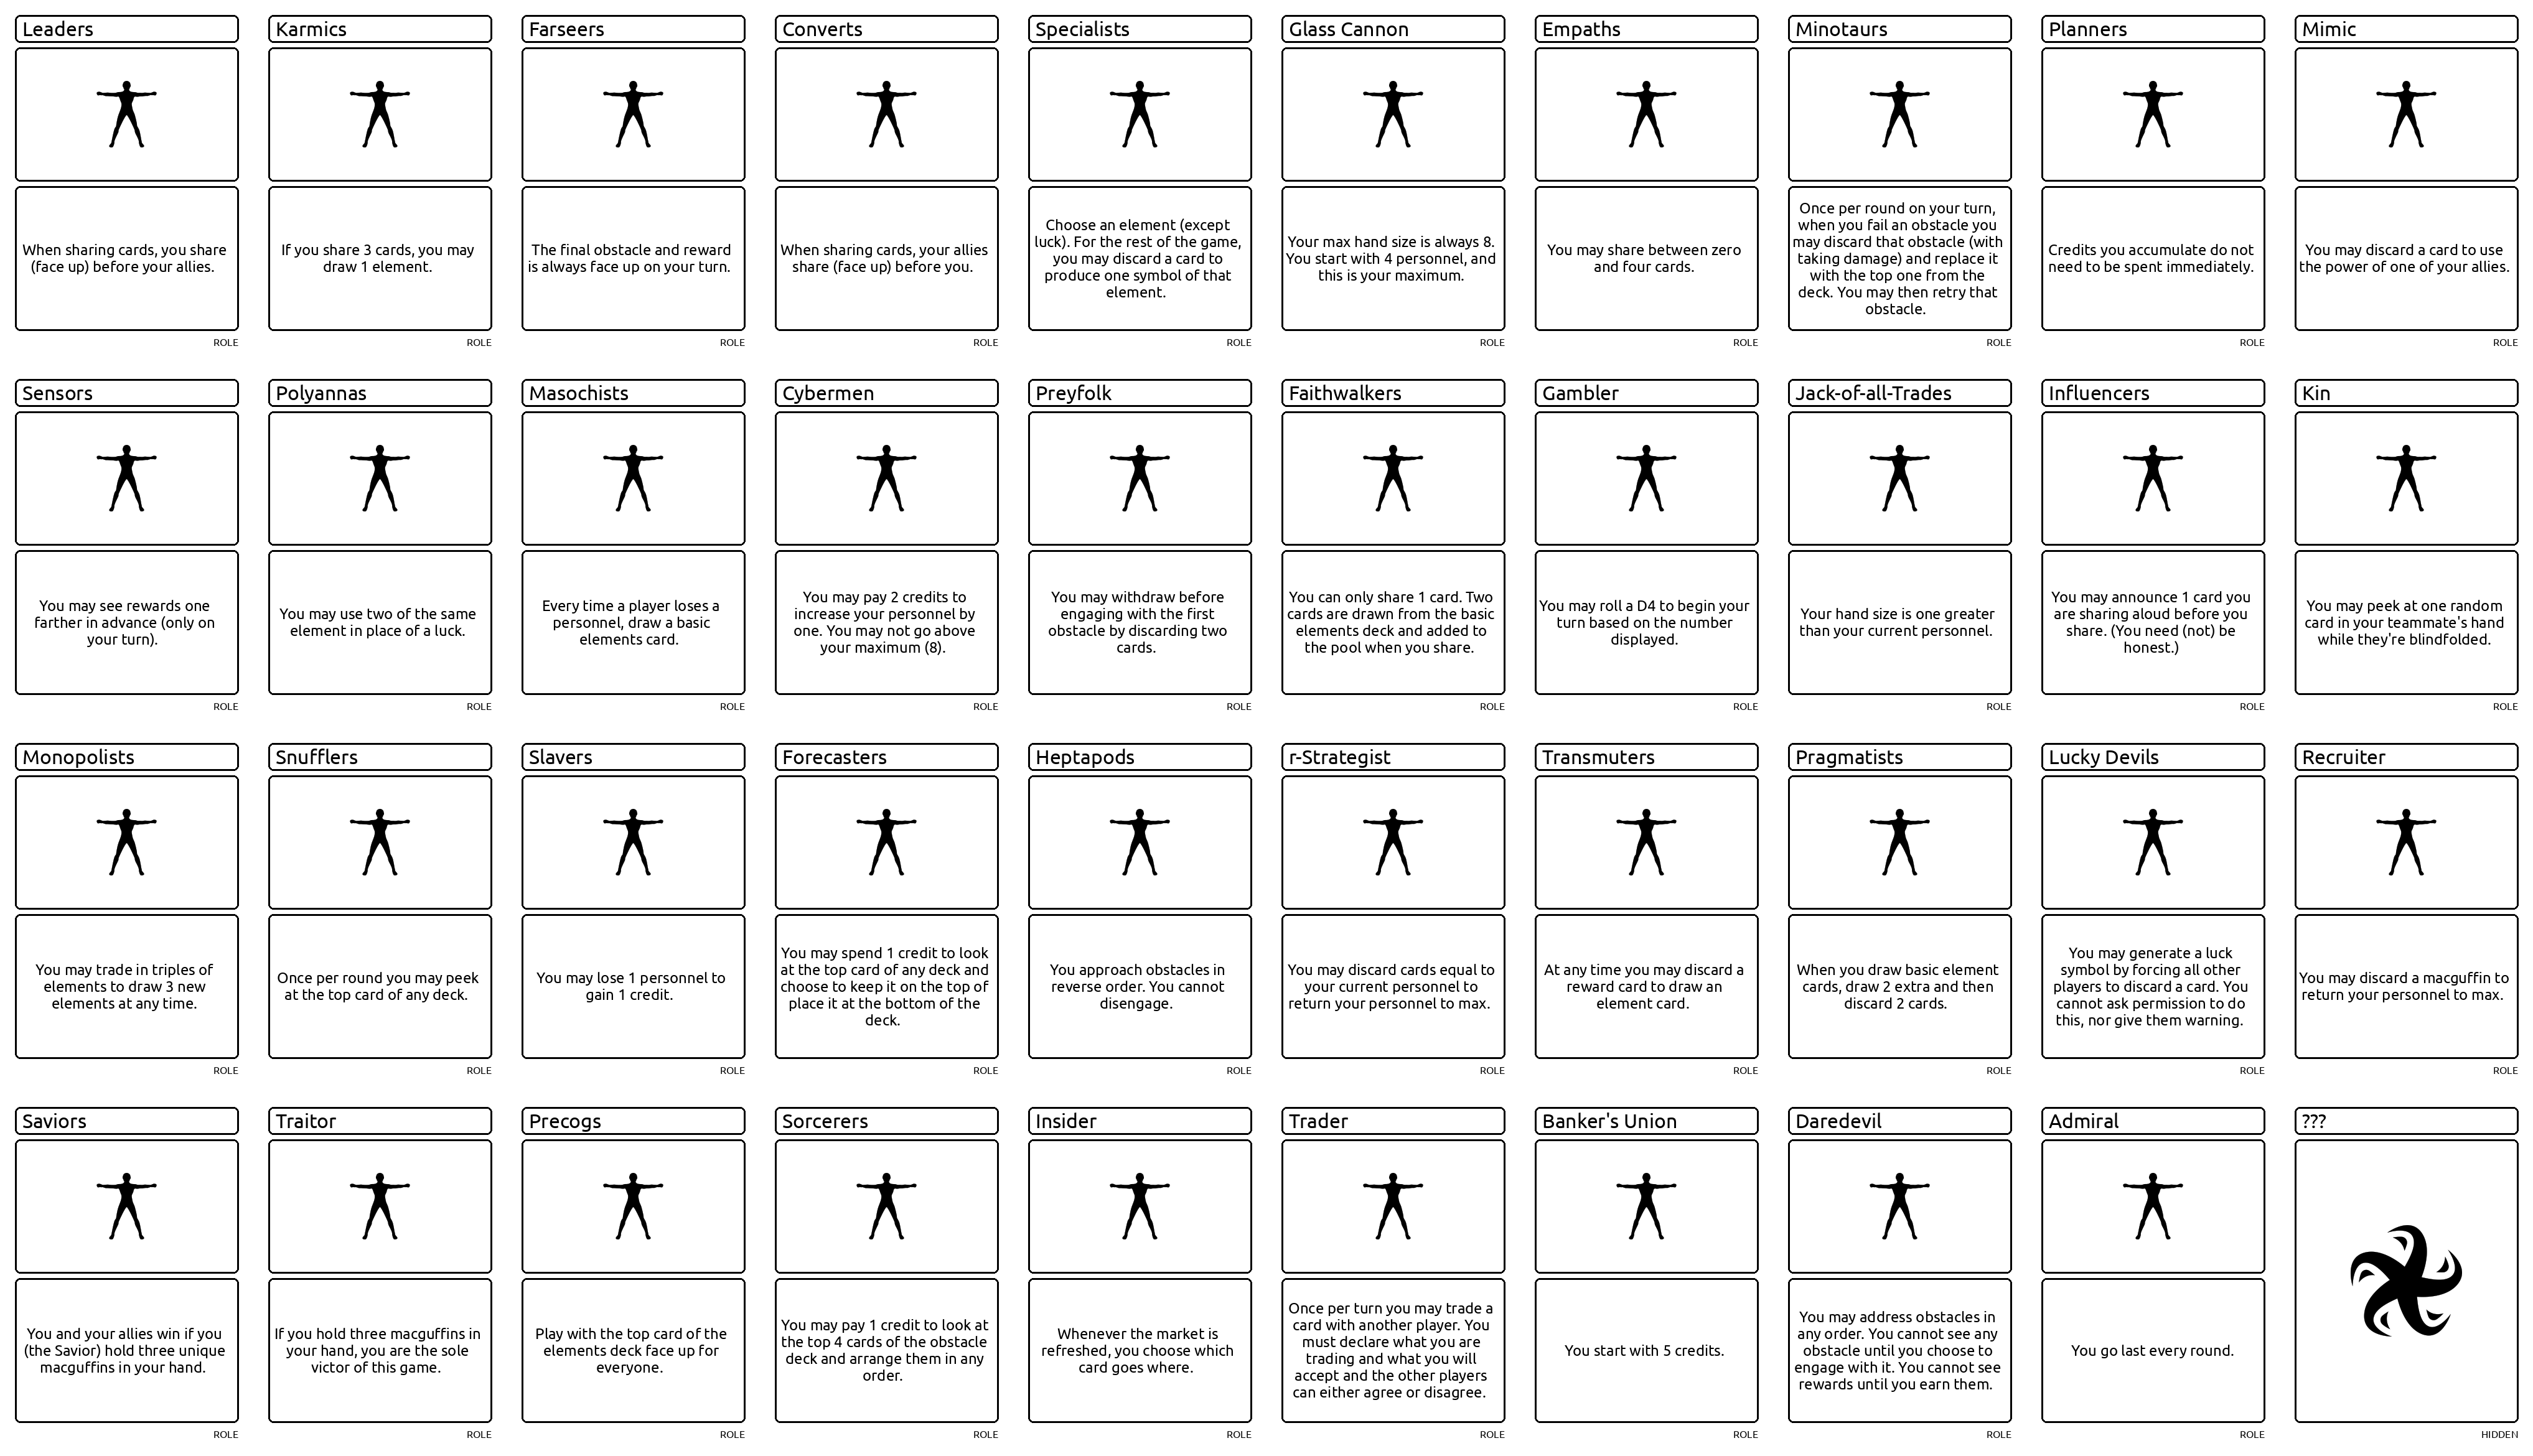 Leaders
When sharing cards, you share
(face up) before your allies.
ROLE
Karmics
If you share 3 cards, you may
draw 1 element.
ROLE
Farseers
The final obstacle and reward
is always face up on your turn.
ROLE
Converts
When sharing cards, your allies
share (face up) before you.
ROLE
Specialists
Choose an element (except
luck). For the rest of the game,
you may discard a card to
produce one symbol of that
element.
ROLE
Glass Cannon
Your max hand size is always 8.
You start with 4 personnel, and
this is your maximum.
ROLE
Empaths
You may share between zero
and four cards.
ROLE
Minotaurs
Once per round on your turn,
when you fail an obstacle you
may discard that obstacle (with
taking damage) and replace it
with the top one from the
deck. You may then retry that
obstacle.
ROLE
Planners
Credits you accumulate do not
need to be spent immediately.
ROLE
Mimic
You may discard a card to use
the power of one of your allies.
ROLE
Sensors
You may see rewards one
farther in advance (only on
your turn).
ROLE
Polyannas
You may use two of the same
element in place of a luck.
ROLE
Masochists
Every time a player loses a
personnel, draw a basic
elements card.
ROLE
Cybermen
You may pay 2 credits to
increase your personnel by
one. You may not go above
your maximum (8).
ROLE
Preyfolk
You may withdraw before
engaging with the first
obstacle by discarding two
cards.
ROLE
Faithwalkers
You can only share 1 card. Two
cards are drawn from the basic
elements deck and added to
the pool when you share.
ROLE
Gambler
You may roll a D4 to begin your
turn based on the number
displayed.
ROLE
Jack-of-all-Trades
Your hand size is one greater
than your current personnel.
ROLE
Influencers
You may announce 1 card you
are sharing aloud before you
share. (You need (not) be
honest.)
ROLE
Kin
You may peek at one random
card in your teammate's hand
while they're blindfolded.
ROLE
Monopolists
You may trade in triples of
elements to draw 3 new
elements at any time.
ROLE
Snufflers
Once per round you may peek
at the top card of any deck.
ROLE
Slavers
You may lose 1 personnel to
gain 1 credit.
ROLE
Forecasters
You may spend 1 credit to look
at the top card of any deck and
choose to keep it on the top of
place it at the bottom of the
deck.
ROLE
Heptapods
You approach obstacles in
reverse order. You cannot
disengage.
ROLE
r-Strategist
You may discard cards equal to
your current personnel to
return your personnel to max.
ROLE
Transmuters
At any time you may discard a
reward card to draw an
element card.
ROLE
Pragmatists
When you draw basic element
cards, draw 2 extra and then
discard 2 cards.
ROLE
Lucky Devils
You may generate a luck
symbol by forcing all other
players to discard a card. You
cannot ask permission to do
this, nor give them warning.
ROLE
Recruiter
You may discard a macguffin to
return your personnel to max.
ROLE
Saviors
You and your allies win if you
(the Savior) hold three unique
macguffins in your hand.
ROLE
Traitor
If you hold three macguffins in
your hand, you are the sole
victor of this game.
ROLE
Precogs
Play with the top card of the
elements deck face up for
everyone.
ROLE
Sorcerers
You may pay 1 credit to look at
the top 4 cards of the obstacle
deck and arrange them in any
order.
ROLE
Insider
Whenever the market is
refreshed, you choose which
card goes where.
ROLE
Trader
Once per turn you may trade a
card with another player. You
must declare what you are
trading and what you will
accept and the other players
can either agree or disagree.
ROLE
Banker's Union
You start with 5 credits.
ROLE
Daredevil
You may address obstacles in
any order. You cannot see any
obstacle until you choose to
engage with it. You cannot see
rewards until you earn them.
ROLE
Admiral
You go last every round.
ROLE
???
HIDDEN